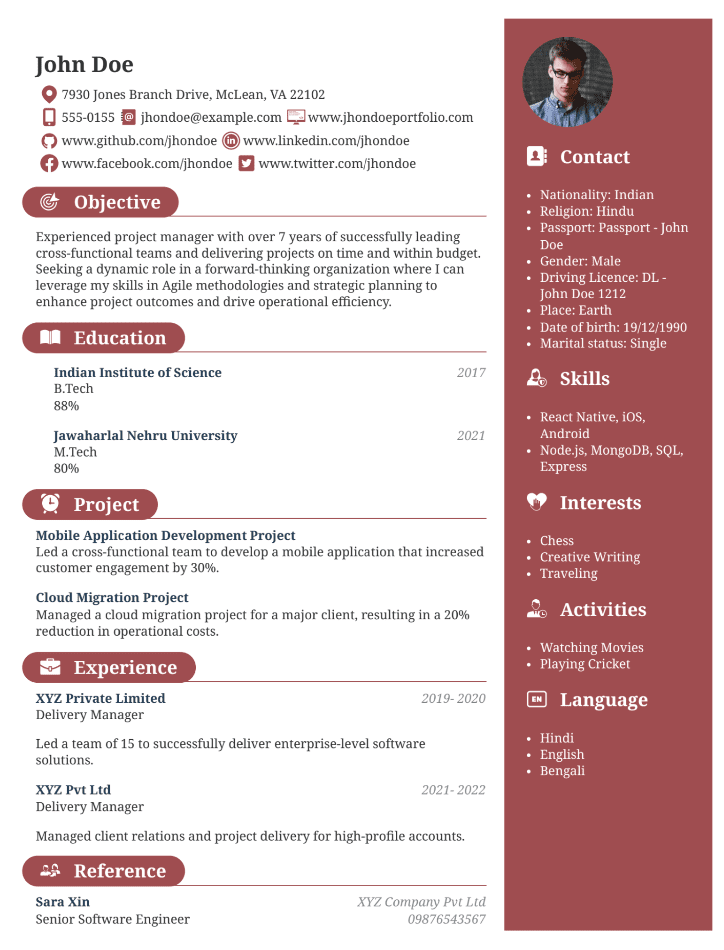 John Doe
7930 Jones Branch Drive, McLean, VA 22102
555-0155 jhondoe@example.com www.jhondoeportfolio.com
www.github.com/jhondoe www.linkedin.com/jhondoe
www.facebook.com/jhondoe www.twitter.com/jhondoe
Objective
Experienced project manager with over 7 years of successfully leading
cross-functional teams and delivering projects on time and within budget.
Seeking a dynamic role in a forward-thinking organization where I can
leverage my skills in Agile methodologies and strategic planning to
enhance project outcomes and drive operational efficiency.
Education
Indian Institute of Science 2017
B.Tech
88%
Jawaharlal Nehru University 2021
M.Tech
80%
Project
Mobile Application Development Project
Led a cross-functional team to develop a mobile application that increased
customer engagement by 30%.
Cloud Migration Project
Managed a cloud migration project for a major client, resulting in a 20%
reduction in operational costs.
Experience
XYZ Private Limited 2019- 2020
Delivery Manager
Led a team of 15 to successfully deliver enterprise-level software
solutions.
XYZ Pvt Ltd 2021- 2022
Delivery Manager
Managed client relations and project delivery for high-profile accounts.
Reference
Sara Xin XYZ Company Pvt Ltd
Senior Software Engineer 09876543567
Contact
• Nationality: Indian
• Religion: Hindu
• Passport: Passport - John
Doe
• Gender: Male
• Driving Licence: DL -
John Doe 1212
• Place: Earth
• Date of birth: 19/12/1990
• Marital status: Single
Skills
• React Native, iOS,
Android
• Node.js, MongoDB, SQL,
Express
Interests
• Chess
• Creative Writing
• Traveling
Activities
• Watching Movies
• Playing Cricket
EN Language
• Hindi
• English
• Bengali